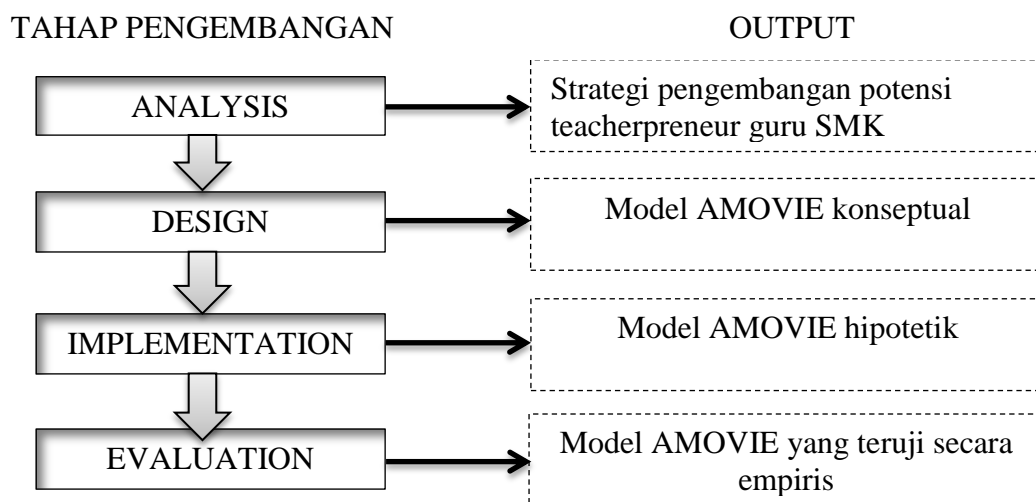 TAHAP PENGEMBANGAN
OUTPUT
ANALYSIS
Strategi pengembangan potensi
teacherpreneur guru SMK
DESIGN
Model AMOVIE konseptual
IMPLEMENTATION
Model AMOVIE hipotetik
EVALUATION
Model AMOVIE yang teruji secara
empiris